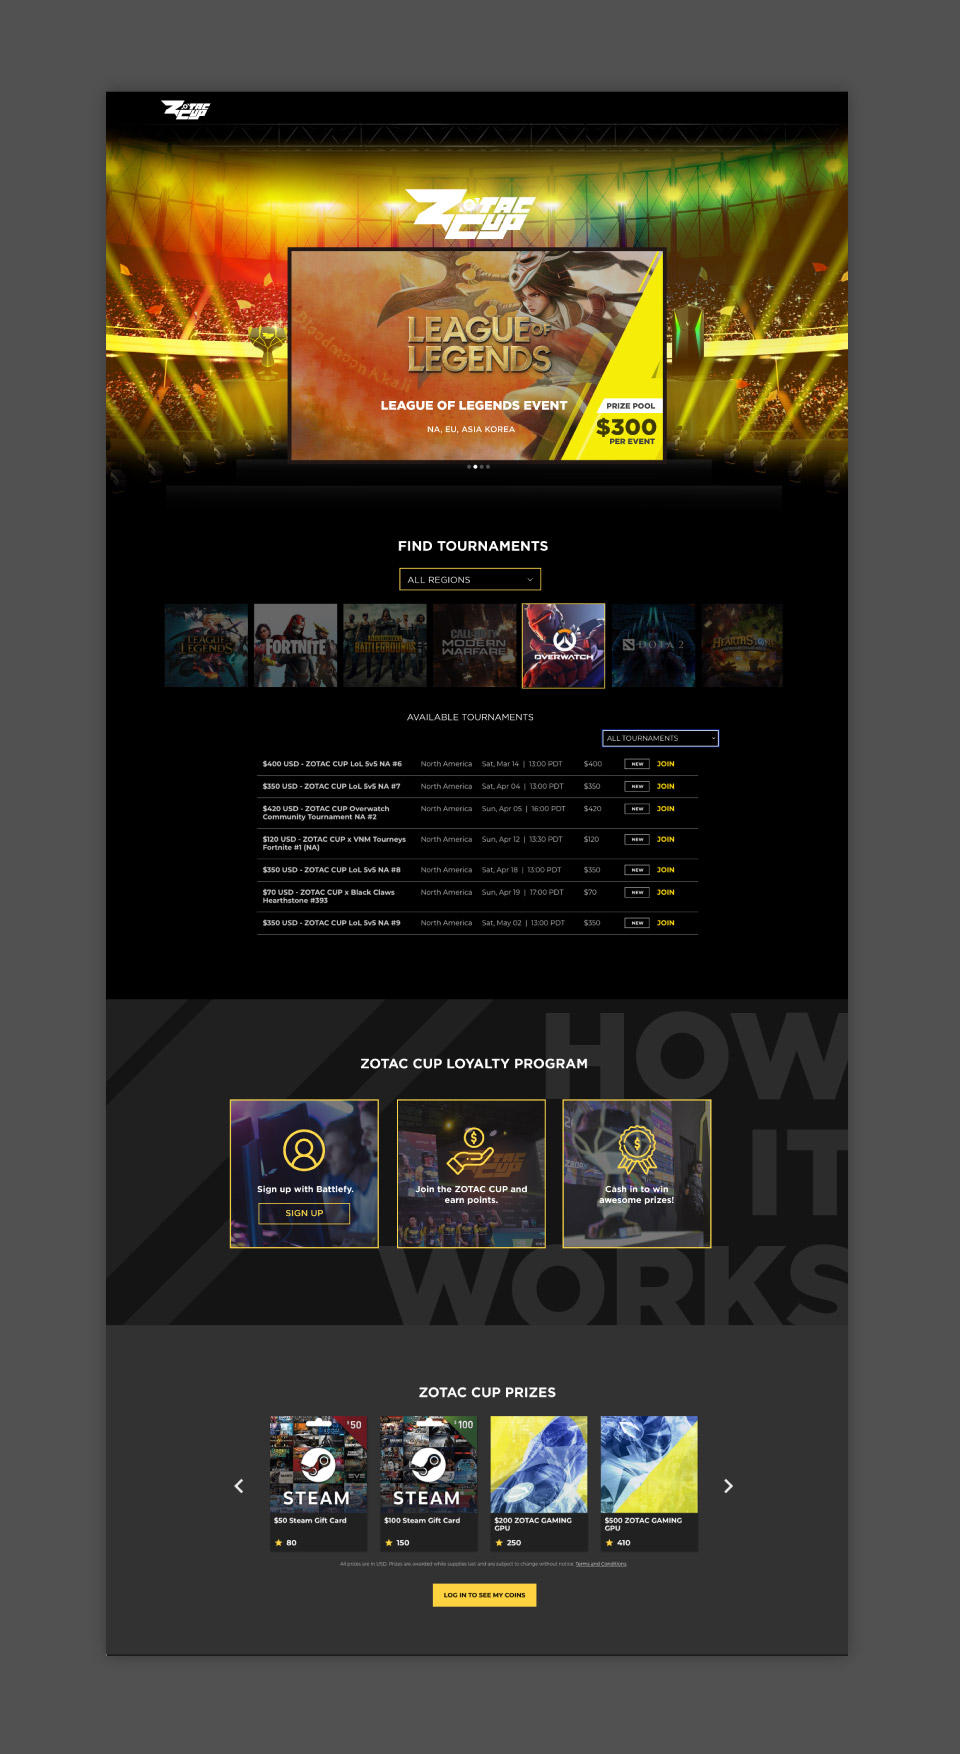 ZOTAC CUP
ZOTAC CUP
BloodmoonAkali
LEAGUE OF LEGENDS
LEAGUE OF LEGENDS EVENT
NA, EU, ASIA KOREA
PRIZE POOL
$300
PER EVENT
FIND TOURNAMENTS
ALL REGIONS
LEAGUE OF LEGENDS
FORTNITE
BATTLEGROUNDS
CALL OF DUTY MODERN WARFARE
OVERWATCH
DOTA 2
HEARTHSTONE
AVAILABLE TOURNAMENTS
ALL TOURNAMENTS
$400 USD - ZOTAC CUP LoL 5v5 NA #6 North America Sat, Mar 14 | 13:00 PDT $400 NEW JOIN
$350 USD - ZOTAC CUP LoL 5v5 NA #7 North America Sat, Apr 04 | 13:00 PDT $350 NEW JOIN
$420 USD - ZOTAC CUP Overwatch North America Sun, Apr 05 | 16:00 PDT $420 NEW JOIN
Community Tournament NA #2
$120 USD - ZOTAC CUP x VNM Tourneys North America Sun, Apr 12 | 13:30 PDT $120 NEW JOIN
Fortnite #1 (NA)
$350 USD - ZOTAC CUP LoL 5v5 NA #8 North America Sat, Apr 18 | 13:00 PDT $350 NEW JOIN
$70 USD - ZOTAC CUP x Black Claws North America Sun, Apr 19 | 17:00 PDT $70 NEW JOIN
Hearthstone #393
$350 USD - ZOTAC CUP LoL 5v5 NA #9 North America Sat, May 02 | 13:00 PDT $350 NEW JOIN
HOW
IT
WORKS
ZOTAC CUP LOYALTY PROGRAM
Sign up with Battlefy.
SIGN UP
ZOTAC CUP
Join the ZOTAC CUP and
earn points.
Cash in to win
awesome prizes!
ZOTAC CUP PRIZES
$50 $100
STEAM STEAM
$50 Steam Gift Card
80
$100 Steam Gift Card
150
$200 ZOTAC GAMING
GPU
250
$500 ZOTAC GAMING
GPU
410
All prizes are in USD. Prizes are awarded while supplies last and are subject to change without notice. Terms and Conditions.
LOG IN TO SEE MY COINS